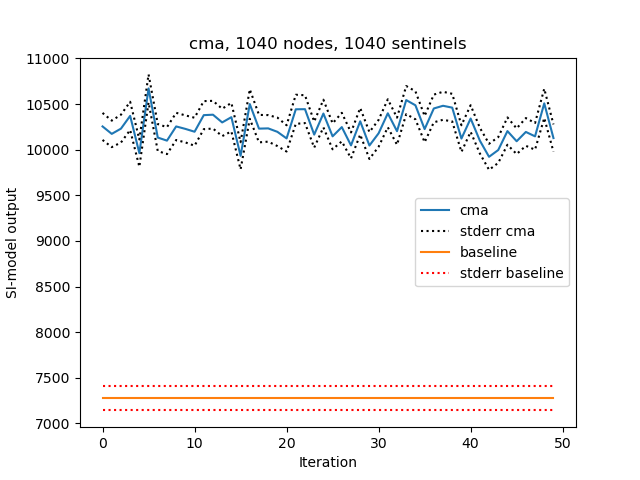 cma, 1040 nodes, 1040 sentinels
SI-model output
11000
10500
10000
9500
9000
8500
8000
7500
7000
cma
stderr cma
baseline
stderr baseline
0 10 20 30 40 50
Iteration